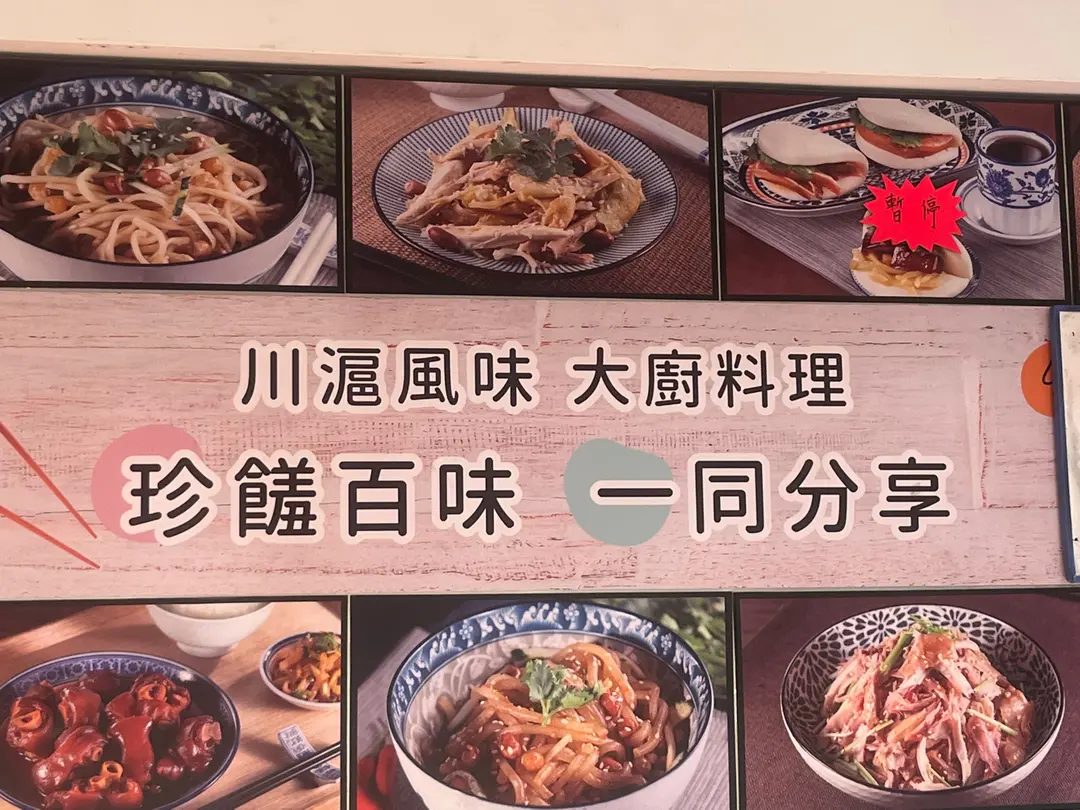 暫停
川滬風味 大廚料理
珍饈百味 一同分享